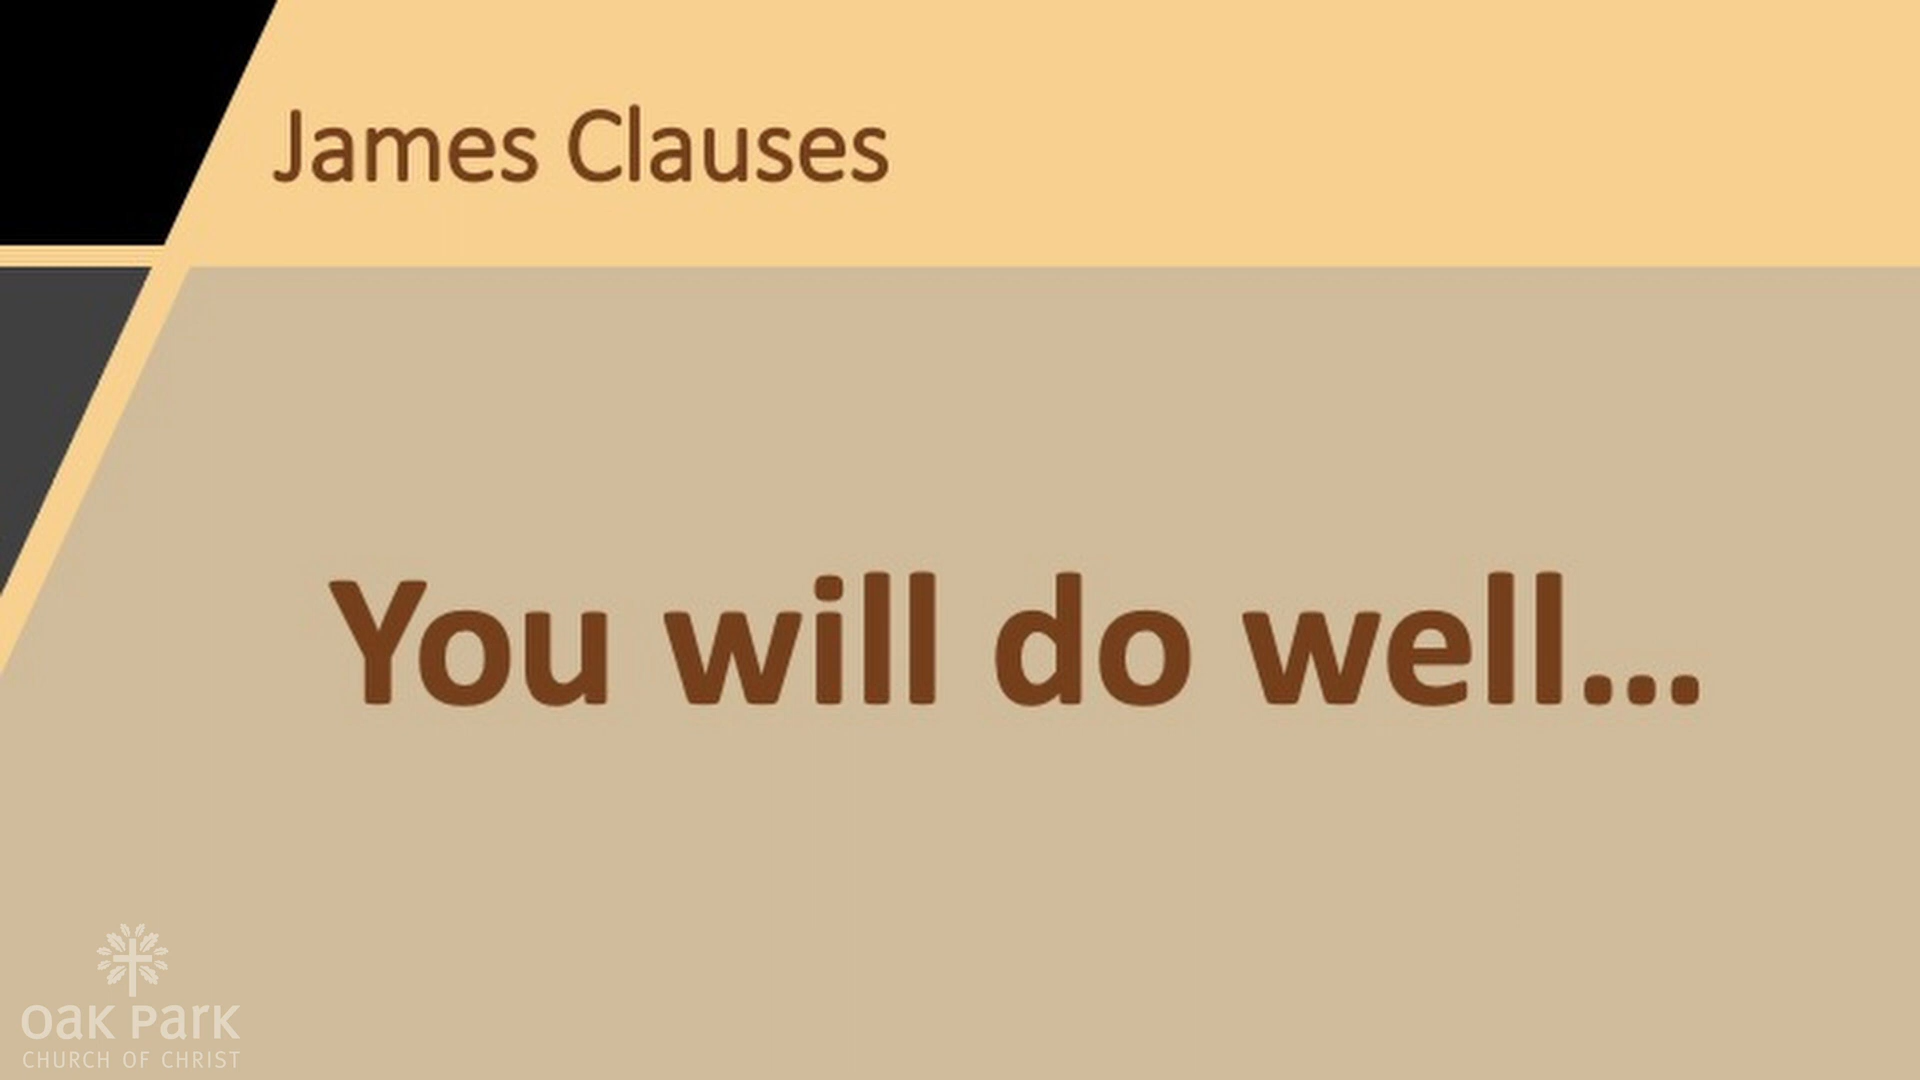 James Clauses
You will do well...
Oak Park
CHURCH OF CHRIST